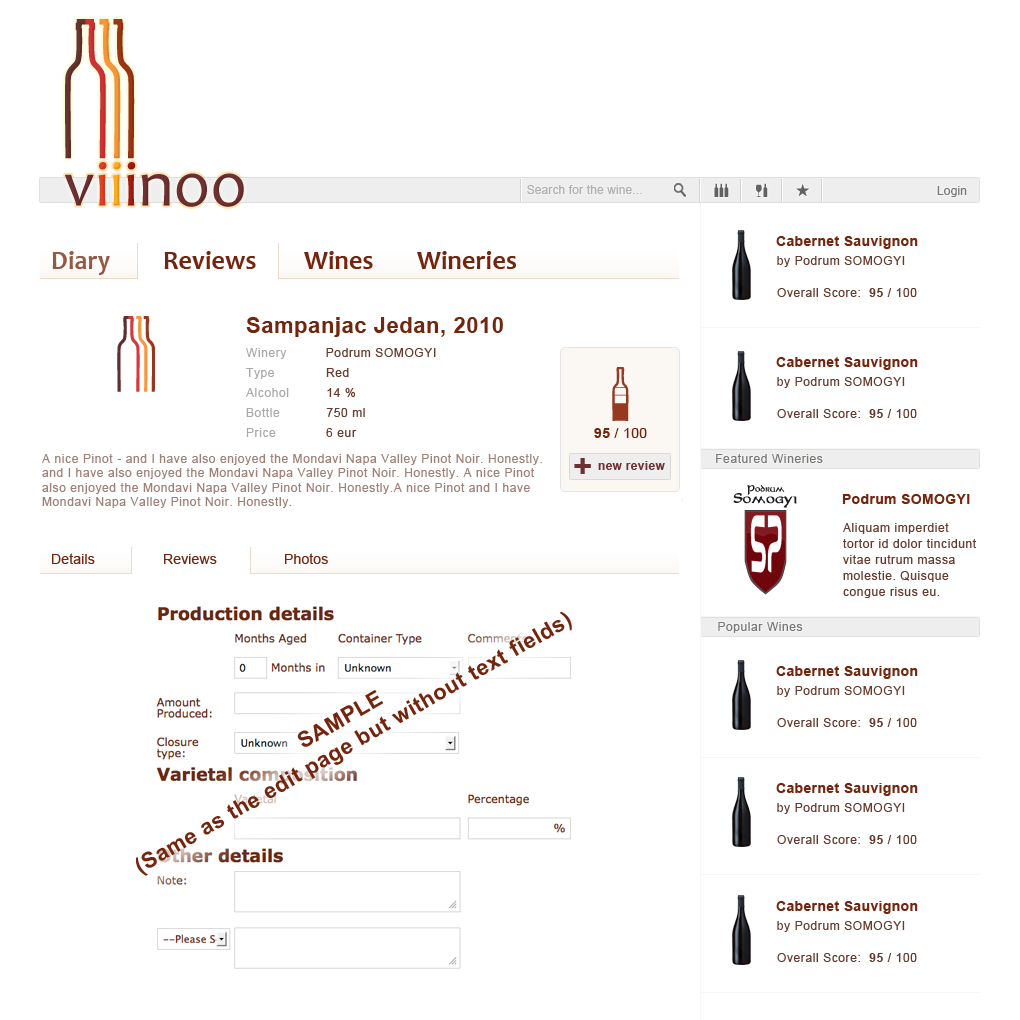 viinoo
Search for the wine...
Login
Diary
Reviews
Wines
Wineries
Sampanjac Jedan, 2010
Winery Podrum SOMOGYI
Type Red
Alcohol 14 %
Bottle 750 ml
Price 6 eur
95 / 100
new review
A nice Pinot - and I have also enjoyed the Mondavi Napa Valley Pinot Noir. Honestly.
and I have also enjoyed the Mondavi Napa Valley Pinot Noir. Honestly. A nice Pinot
also enjoyed the Mondavi Napa Valley Pinot Noir. Honestly.A nice Pinot and I have
Mondavi Napa Valley Pinot Noir. Honestly.
Details
Reviews
Photos
Production details
Months Aged Container Type Comments
0 Months in Unknown
Amount
Produced:
Closure
type:
Unknown
SAMPLE
(Same as the edit page but without text fields)
Varietal composition
Varietal Percentage
%
Other details
Note:
--Please S
Cabernet Sauvignon
by Podrum SOMOGYI
Overall Score: 95 / 100
Cabernet Sauvignon
by Podrum SOMOGYI
Overall Score: 95 / 100
Featured Wineries
PODRUM
SOMOGYI
Podrum SOMOGYI
Aliquam imperdiet
tortor id dolor tincidunt
vitae rutrum massa
molestie. Quisque
congue risus eu.
Popular Wines
Cabernet Sauvignon
by Podrum SOMOGYI
Overall Score: 95 / 100
Cabernet Sauvignon
by Podrum SOMOGYI
Overall Score: 95 / 100
Cabernet Sauvignon
by Podrum SOMOGYI
Overall Score: 95 / 100